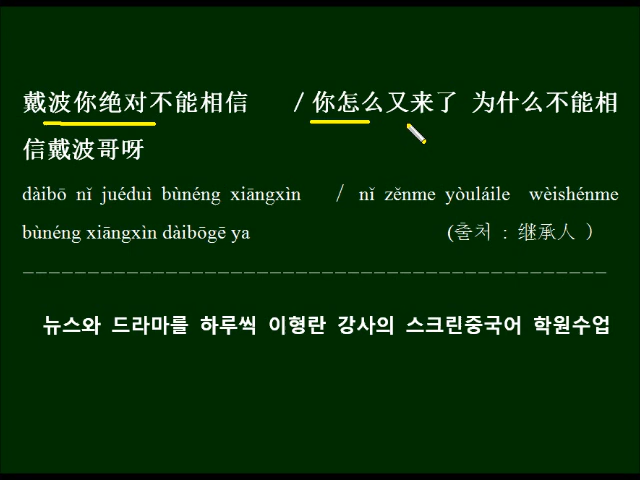 戴波你绝对不能相信 / 你怎么又来了 为什么不能相
信戴波哥呀
dàibō nǐ juéduì bùnéng xiāngxìn / nǐ zěnme yòuláile wèishénme
bùnéng xiāngxìn dàibōgē ya (출처 : 继承人 )
뉴스와 드라마를 하루씩 이형란 강사의 스크린중국어 학원수업